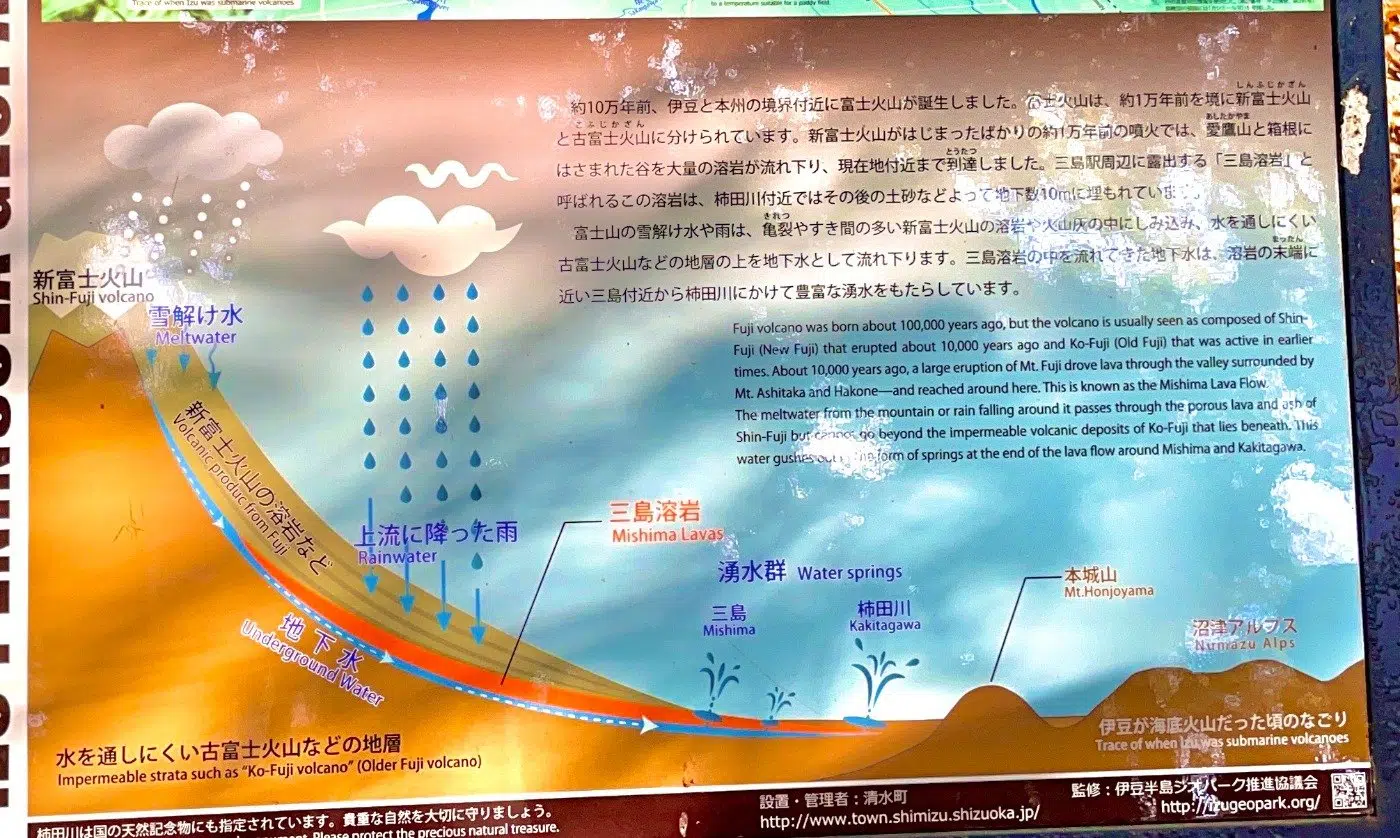 Trace of when Izu was submarine volcanoes
to a temperature suitable for a paddy field.
約10万年前、伊豆と本州の境界付近に富士火山が誕生しました。 士火山は、約1万年前を境に新富士火山
しんふじかざん
と古富士火山に分けられています。新富士火山がはじまったばかりの約1万年前の噴火では、愛鷹山と箱根に
こふじかざん
あしたかやま
はさまれた谷を大量の溶岩が流れ下り、現在地付近まで到達しました。三島駅周辺に露出する「三島溶岩」と
とうたつ
呼ばれるこの溶岩は、柿田川付近ではその後の土砂などよって地下数10mに埋もれていま
富士山の雪解け水や雨は、亀裂やすき間の多い新富士火山の溶岩や火山灰の中にしみ込み、水を通しにくい
きれつ
古富士火山などの地層の上を地下水として流れ下ります。三島溶岩の中を流れてきた地下水は、溶岩の末端に
まったん
近い三島付近から柿田川にかけて豊富な湧水をもたらしています。
Fuji volcano was born about 100,000 years ago, but the volcano is usually seen as composed of Shin-
Fuji (New Fuji) that erupted about 10,000 years ago and Ko-Fuji (Old Fuji) that was active in earlier
times. About 10,000 years ago, a large eruption of Mt. Fuji drove lava through the valley surrounded by
Mt. Ashitaka and Hakone—and reached around here. This is known as the Mishima Lava Flow.
The meltwater from the mountain or rain falling around it passes through the porous lava and ash of
Shin-Fuji but cannot go beyond the impermeable volcanic deposits of Ko-Fuji that lies beneath. This
water gushes out form of springs at the end of the lava flow around Mishima and Kakitagawa.
新富士火山
Shin-Fuji volcano
雪解け水
Meltwater
新富士火山の溶岩など
Volcanic produc from Fuji
上流に降った雨
Rainwater
三島溶岩
Mishima Lavas
地下水
Underground Water
湧水群 Water springs
三島
Mishima
柿田川
Kakitagawa
本城山
Mt.Honjoyama
沼津アルプス
Numazu Alps
伊豆が海底火山だった頃のなごり
Trace of when Izu was submarine volcanoes
水を通しにくい古富士火山などの地層
Impermeable strata such as "Ko-Fuji volcano" (Older Fuji volcano)
柿田川は国の天然記念物にも指定されています。貴重な自然を大切に守りましょう。
Please protect the precious natural treasure.
設置・管理者：清水町
http://www.town.shimizu.shizuoka.jp/
監修：伊豆半島ジオパーク推進協議会
http://izugeopark.org/